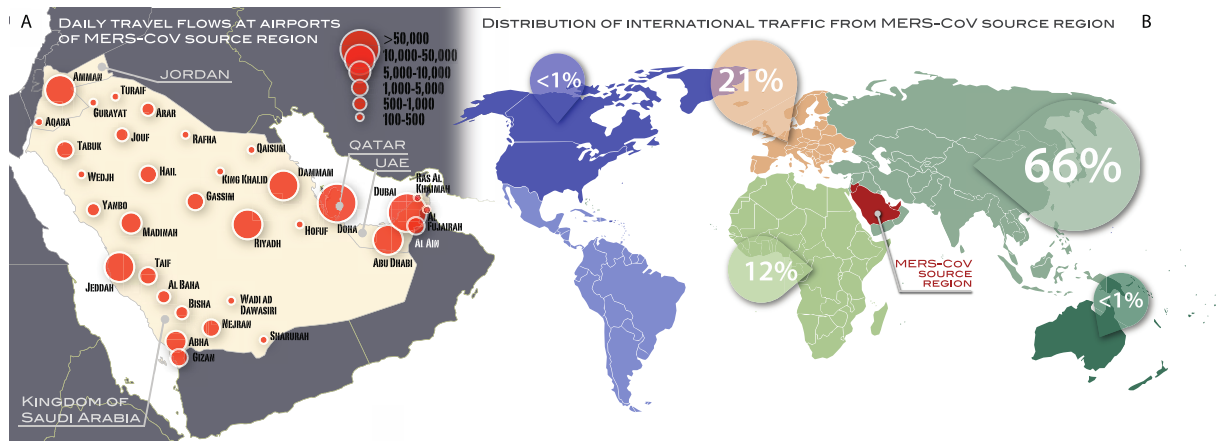 A
DAILY TRAVEL FLOWS AT AIRPORTS
OF MERS-COV SOURCE REGION
>50,000
10,000-50,000
5,000-10,000
1,000-5,000
500-1,000
100-500
JORDAN
AMMAN
TURAIF
GURAYAT
ARAR
AQABA
JOUF
RAFHA
TABUK
QAISUM
QATAR
UAE
WEDJH
HAIL
KING KHALID
DAMMAM
RAS AL
KHAIMAH
DUBAI
GASSIM
YANBO
MADINAH
RIYADH
HOFUF
DOHA
AL
FUJAIRAH
AL AIN
ABU DHABI
JEDDAH
TAIF
AL BAHA
BISHA
WADI AD
DAWASIRI
NEJRAN
SHARURAH
ABHA
GIZAN
KINGDOM OF
SAUDI ARABIA
DISTRIBUTION OF INTERNATIONAL TRAFFIC FROM MERS-COV SOURCE REGION
B
<1%
21%
66%
12%
MERS-COV
SOURCE
REGION
<1%